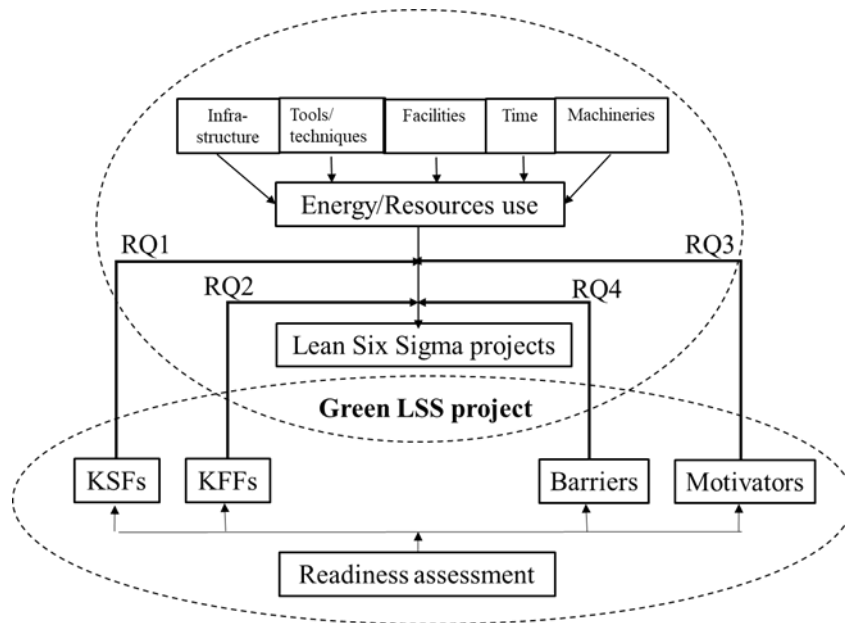 Infra-
structure
Tools/
techniques
Facilities
Time
Machineries
Energy/Resources use
RQ1
RQ3
RQ2
RQ4
Lean Six Sigma projects
Green LSS project
KSFs
KFFs
Barriers
Motivators
Readiness assessment